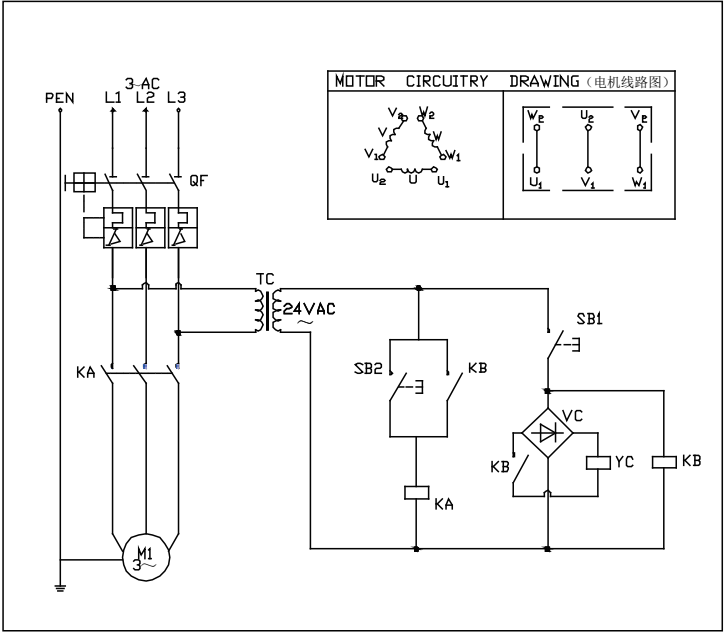 3~AC
PEN L1 L2 L3
MOTOR CIRCUITRY DRAWING(电机线路图)
V2 W2
V W
V1 W1
U2 U U1
W2 U2 V2
U1 V1 W1
QF
TC
24VAC
~
SB1
KA
SB2 KB
VC
KB YC KB
KA
M1
3~